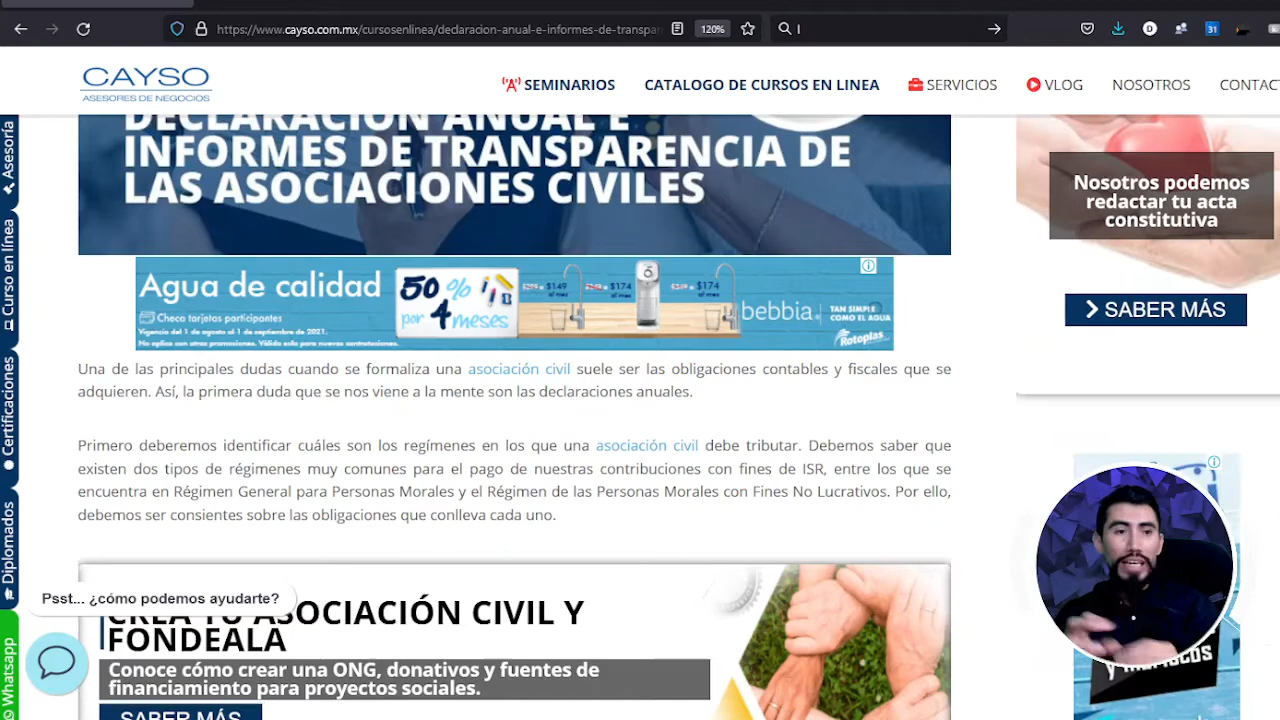 https://www.cayso.com.mx/cursosenlinea/declaracion-anual-e-informes-de-transpar
120%
31
CAYSO
ASESORES DE NEGOCIOS
SEMINARIOS
CATALOGO DE CURSOS EN LINEA
SERVICIOS
VLOG
NOSOTROS
CONTAC
Asesoría
Curso en línea
Certificaciones
Diplomados
Whatsapp
DECLARACIÓN ANUAL E
INFORMES DE TRANSPARENCIA DE
LAS ASOCIACIONES CIVILES
Nosotros podemos
redactar tu acta
constitutiva
SABER MÁS
Agua de calidad
Checa tarjetas participantes
Vigencia del 1 de agosto al 1 de septiembre de 2021.
No aplica con otras promociones. Válido solo para nuevas contrataciones.
50 %
por 4 meses
$149
al mes
$174
al mes
$174
al mes
bebbia.
TAN SIMPLE
COMO EL AGUA
Rotoplas
Una de las principales dudas cuando se formaliza una asociación civil suele ser las obligaciones contables y fiscales que se
adquieren. Así, la primera duda que se nos viene a la mente son las declaraciones anuales.
Primero deberemos identificar cuáles son los regímenes en los que una asociación civil debe tributar. Debemos saber que
existen dos tipos de régimenes muy comunes para el pago de nuestras contribuciones con fines de ISR, entre los que se
encuentra en Régimen General para Personas Morales y el Régimen de las Personas Morales con Fines No Lucrativos. Por ello,
debemos ser consientes sobre las obligaciones que conlleva cada uno.
Psst... ¿cómo podemos ayudarte?
CREA TU ASOCIACIÓN CIVIL Y
FONDEALA
Conoce cómo crear una ONG, donativos y fuentes de
financiamiento para proyectos sociales.
SABER MÁS